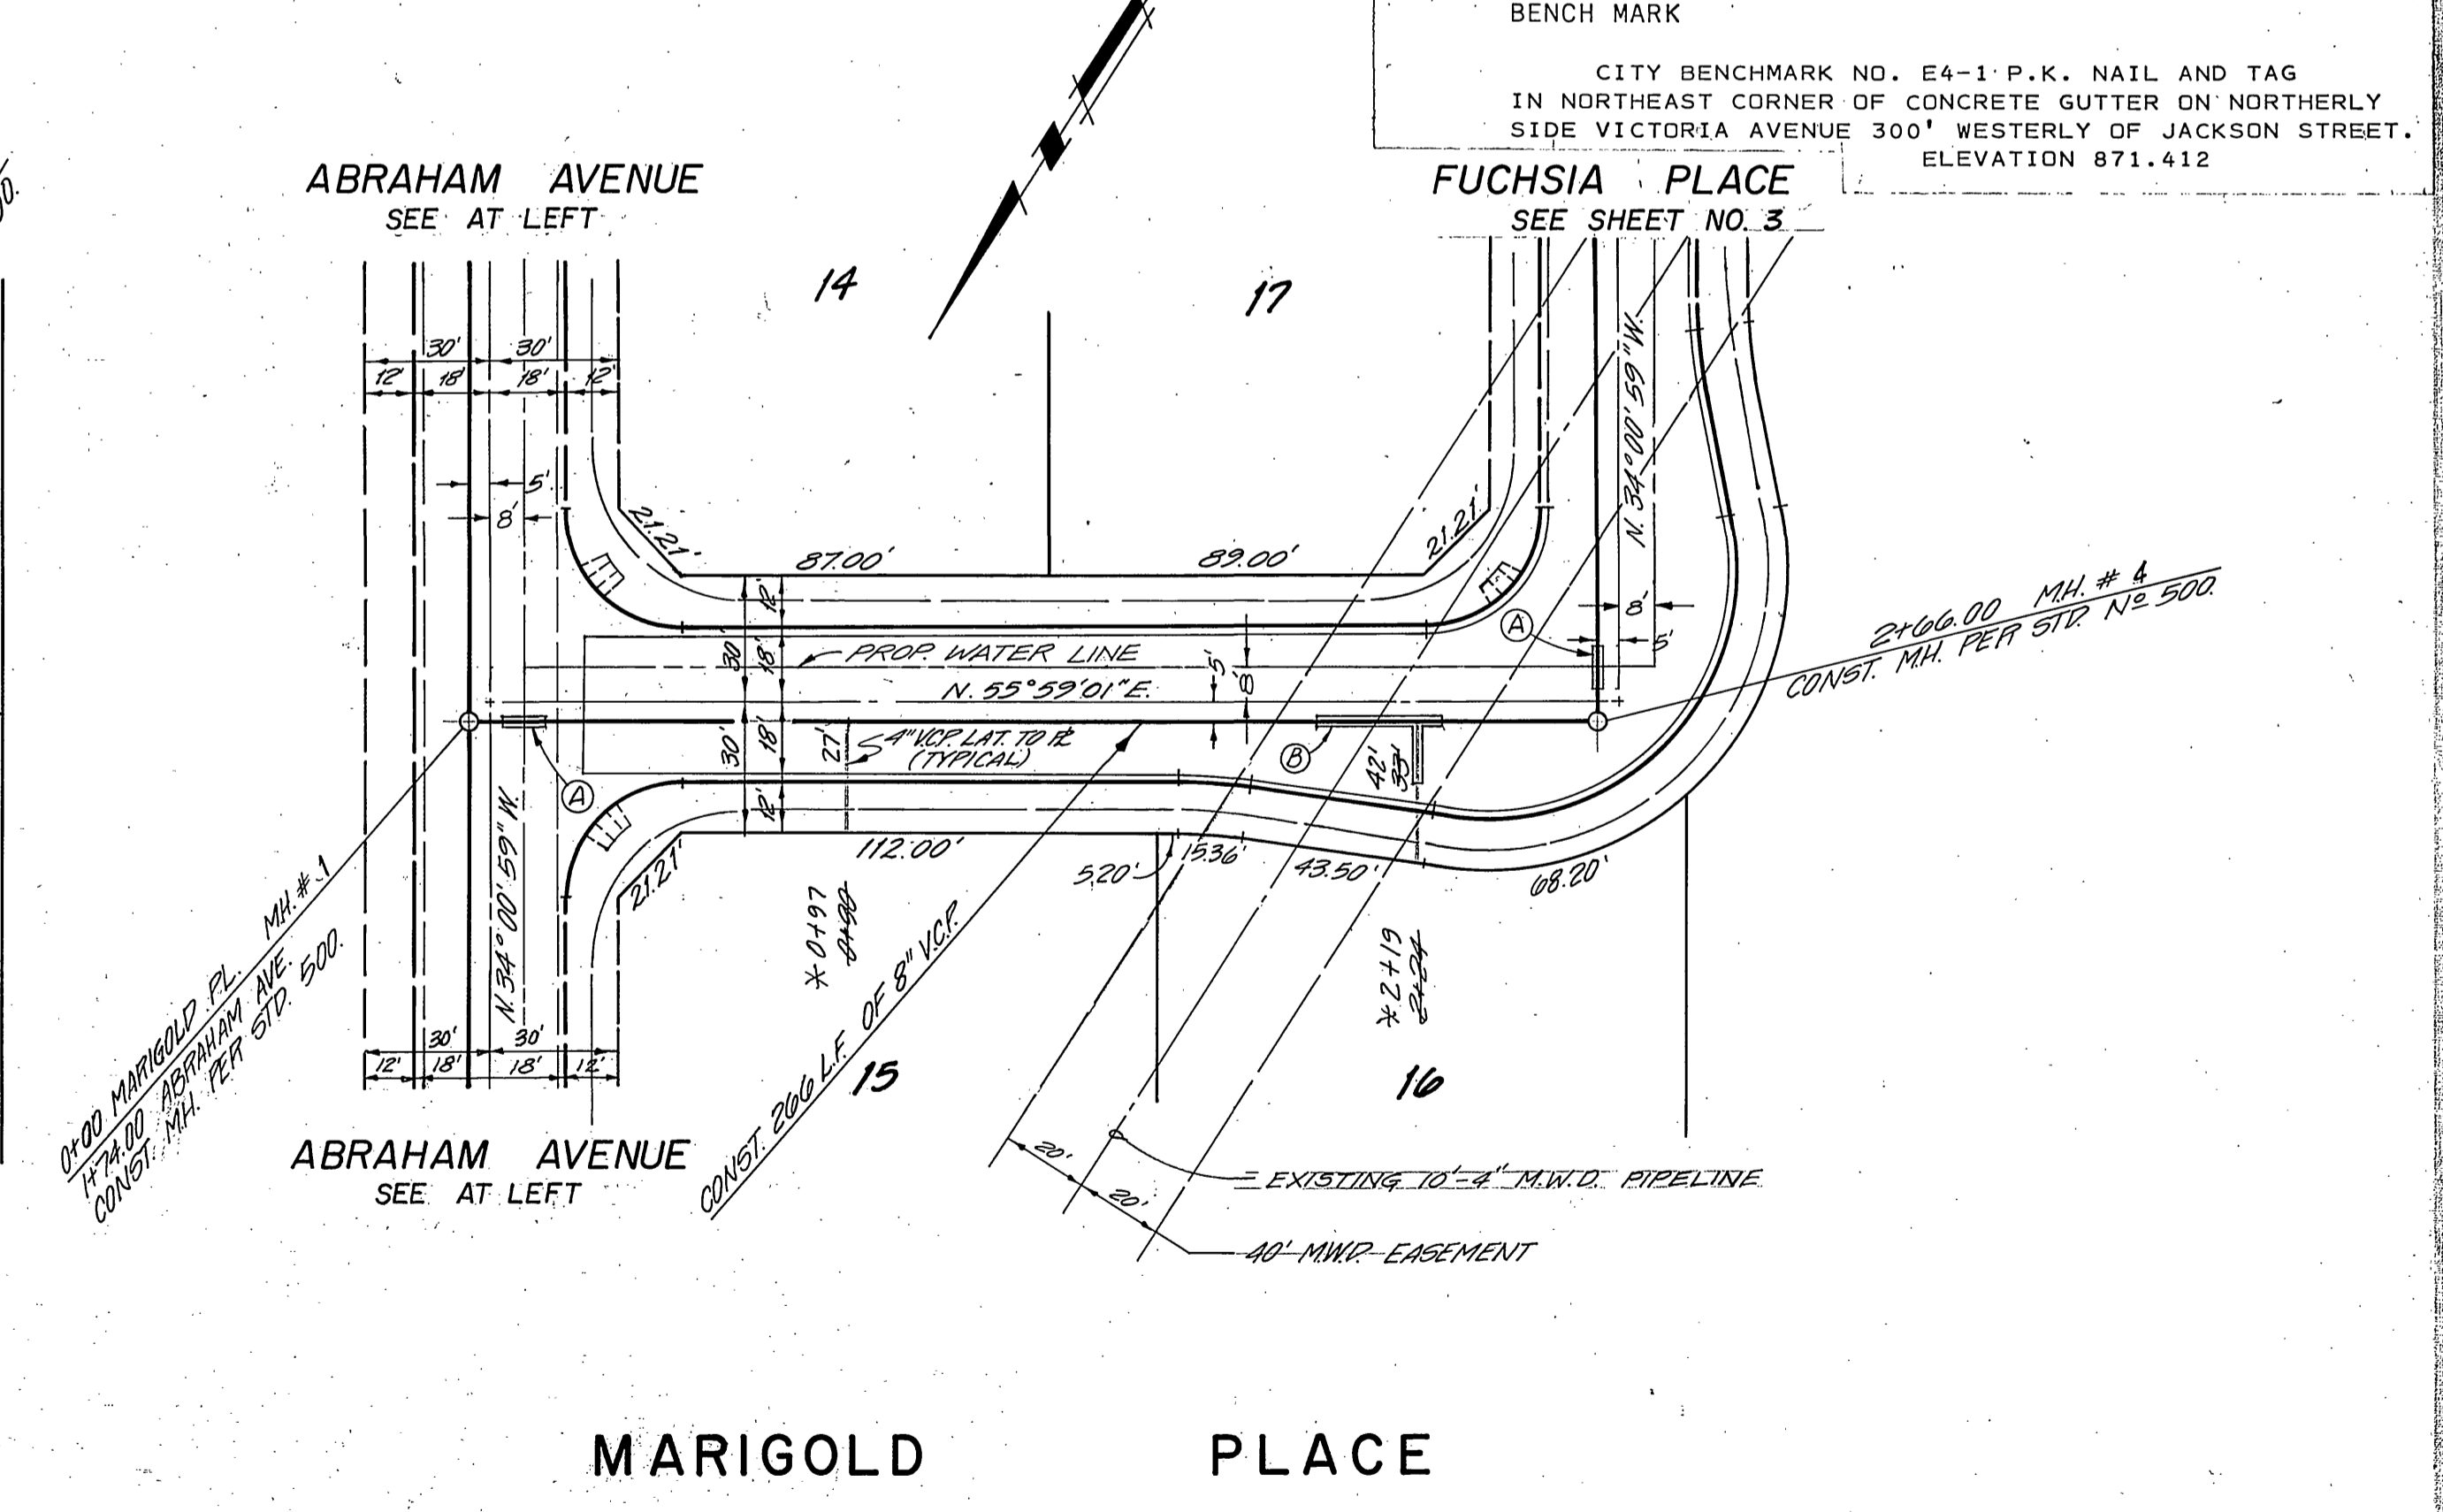 BENCH MARK
CITY BENCHMARK NO. E4-1 P.K. NAIL AND TAG
IN NORTHEAST CORNER OF CONCRETE GUTTER ON NORTHERLY
SIDE VICTORIA AVENUE 300' WESTERLY OF JACKSON STREET.
ELEVATION 871.412
ABRAHAM AVENUE
SEE AT LEFT
FUCHSIA PLACE
SEE SHEET NO. 3
14
17
30' 30'
12' 18' 18' 12'
5'
8'
21.21'
87.00'
89.00'
21.21'
N. 34°00'59"W.
12'
30'
18'
A
8'
5'
PROP. WATER LINE
5'
8'
N. 55°59'01"E.
2+66.00 M.H. # 4
CONST. M.H. PER STD. Nº 500.
30'
18'
12'
27'
4" V.C.P. LAT. TO PL
(TYPICAL)
B
42'
33'
A
N. 34°00'59"W.
21.21'
112.00'
5.20'
15.36'
43.50'
68.20'
*0+97
0+99
*2+19
2+24
0+00 MARIGOLD PL. M.H. # 1
1+74.00 ABRAHAM AVE.
CONST. M.H. PER STD. 500.
CONST. 266 L.F. OF 8" V.C.P.
30' 30'
12' 18' 18' 12'
15
16
ABRAHAM AVENUE
SEE AT LEFT
20'
20'
EXISTING 10'-4" M.W.D. PIPELINE
40' M.W.D. EASEMENT
MARIGOLD PLACE